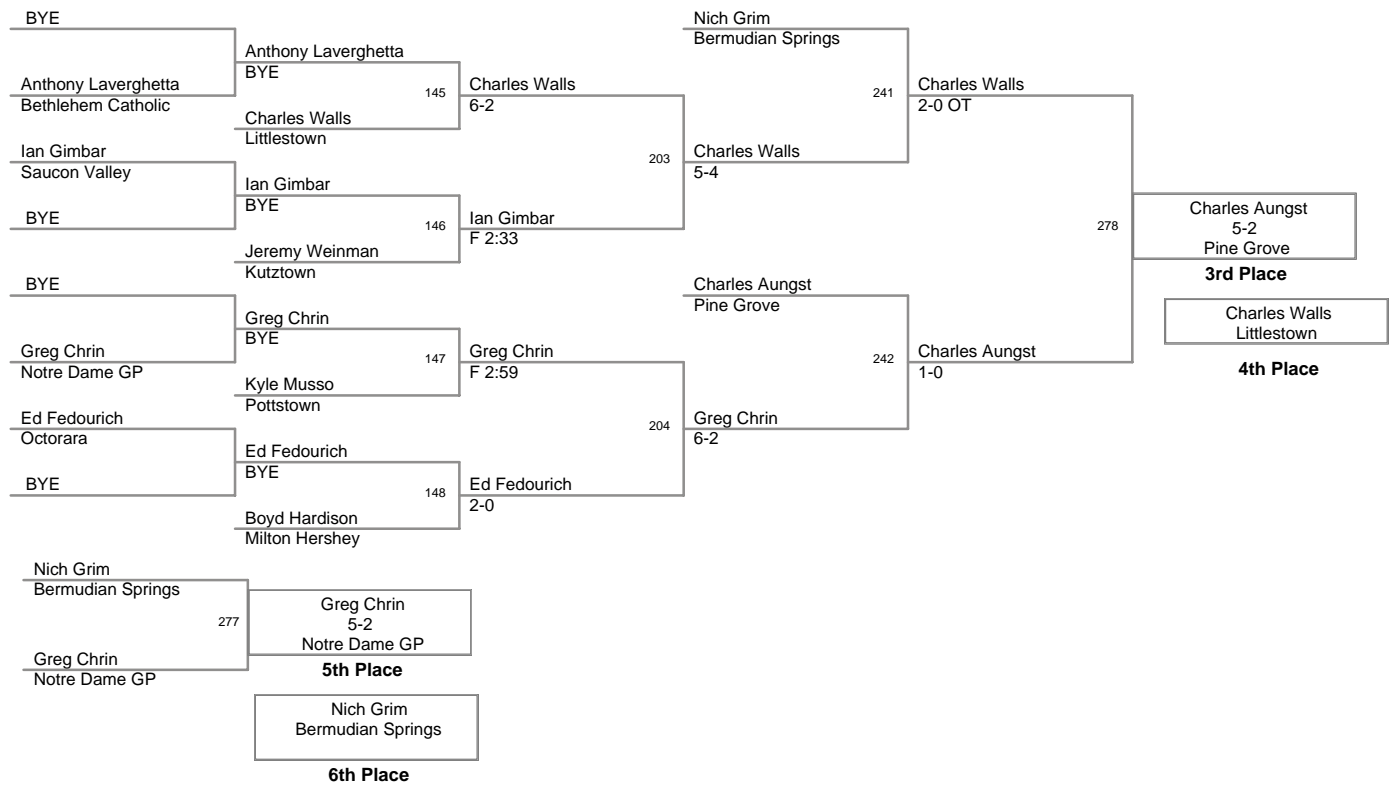 BYE
Anthony Laverghetta
Bethlehem Catholic
Ian Gimbar
Saucon Valley
BYE
BYE
Greg Chrin
Notre Dame GP
Ed Fedourich
Octorara
BYE
Anthony Laverghetta
BYE
145
Charles Walls
Littlestown
Ian Gimbar
BYE
146
Jeremy Weinman
Kutztown
Greg Chrin
BYE
147
Kyle Musso
Pottstown
Ed Fedourich
BYE
148
Boyd Hardison
Milton Hershey
Charles Walls
6-2
203
Ian Gimbar
F 2:33
Greg Chrin
F 2:59
204
Ed Fedourich
2-0
Nich Grim
Bermudian Springs
241
Charles Walls
5-4
Charles Aungst
Pine Grove
242
Greg Chrin
6-2
Charles Walls
2-0 OT
278
Charles Aungst
1-0
Charles Aungst
5-2
Pine Grove
3rd Place
Charles Walls
Littlestown
4th Place
Nich Grim
Bermudian Springs
277
Greg Chrin
Notre Dame GP
Greg Chrin
5-2
Notre Dame GP
5th Place
Nich Grim
Bermudian Springs
6th Place